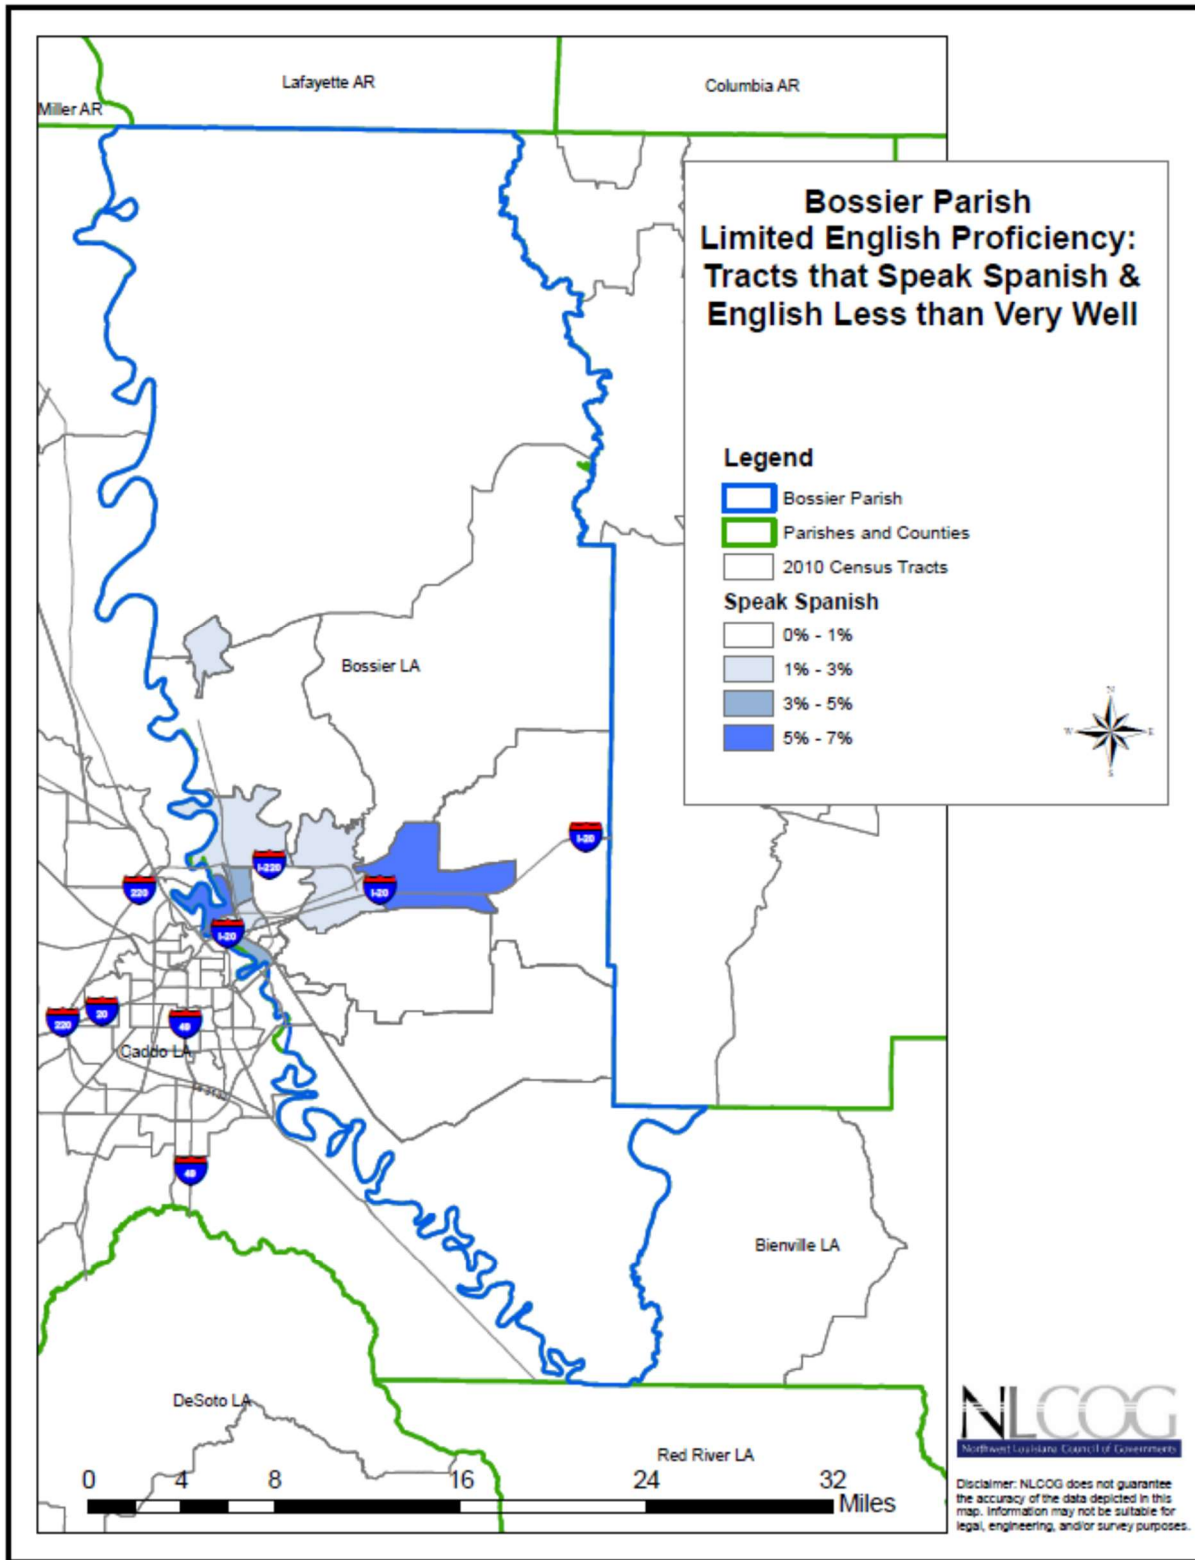 Lafayette AR
Columbia AR
Miller AR
Bossier Parish
Limited English Proficiency:
Tracts that Speak Spanish &
English Less than Very Well
Legend
Bossier Parish
Parishes and Counties
2010 Census Tracts
Speak Spanish
0% - 1%
1% - 3%
3% - 5%
5% - 7%
N
W
E
S
Bossier LA
I-20
I-220
220
I-20
I-20
20
220
49
Caddo LA
49
Bienville LA
DeSoto LA
Red River LA
0 4 8 16 24 32
Miles
NLCOG
Northwest Louisiana Council of Governments
Disclaimer: NLCOG does not guarantee
the accuracy of the data depicted in this
map. Information may not be suitable for
legal, engineering, and/or survey purposes.